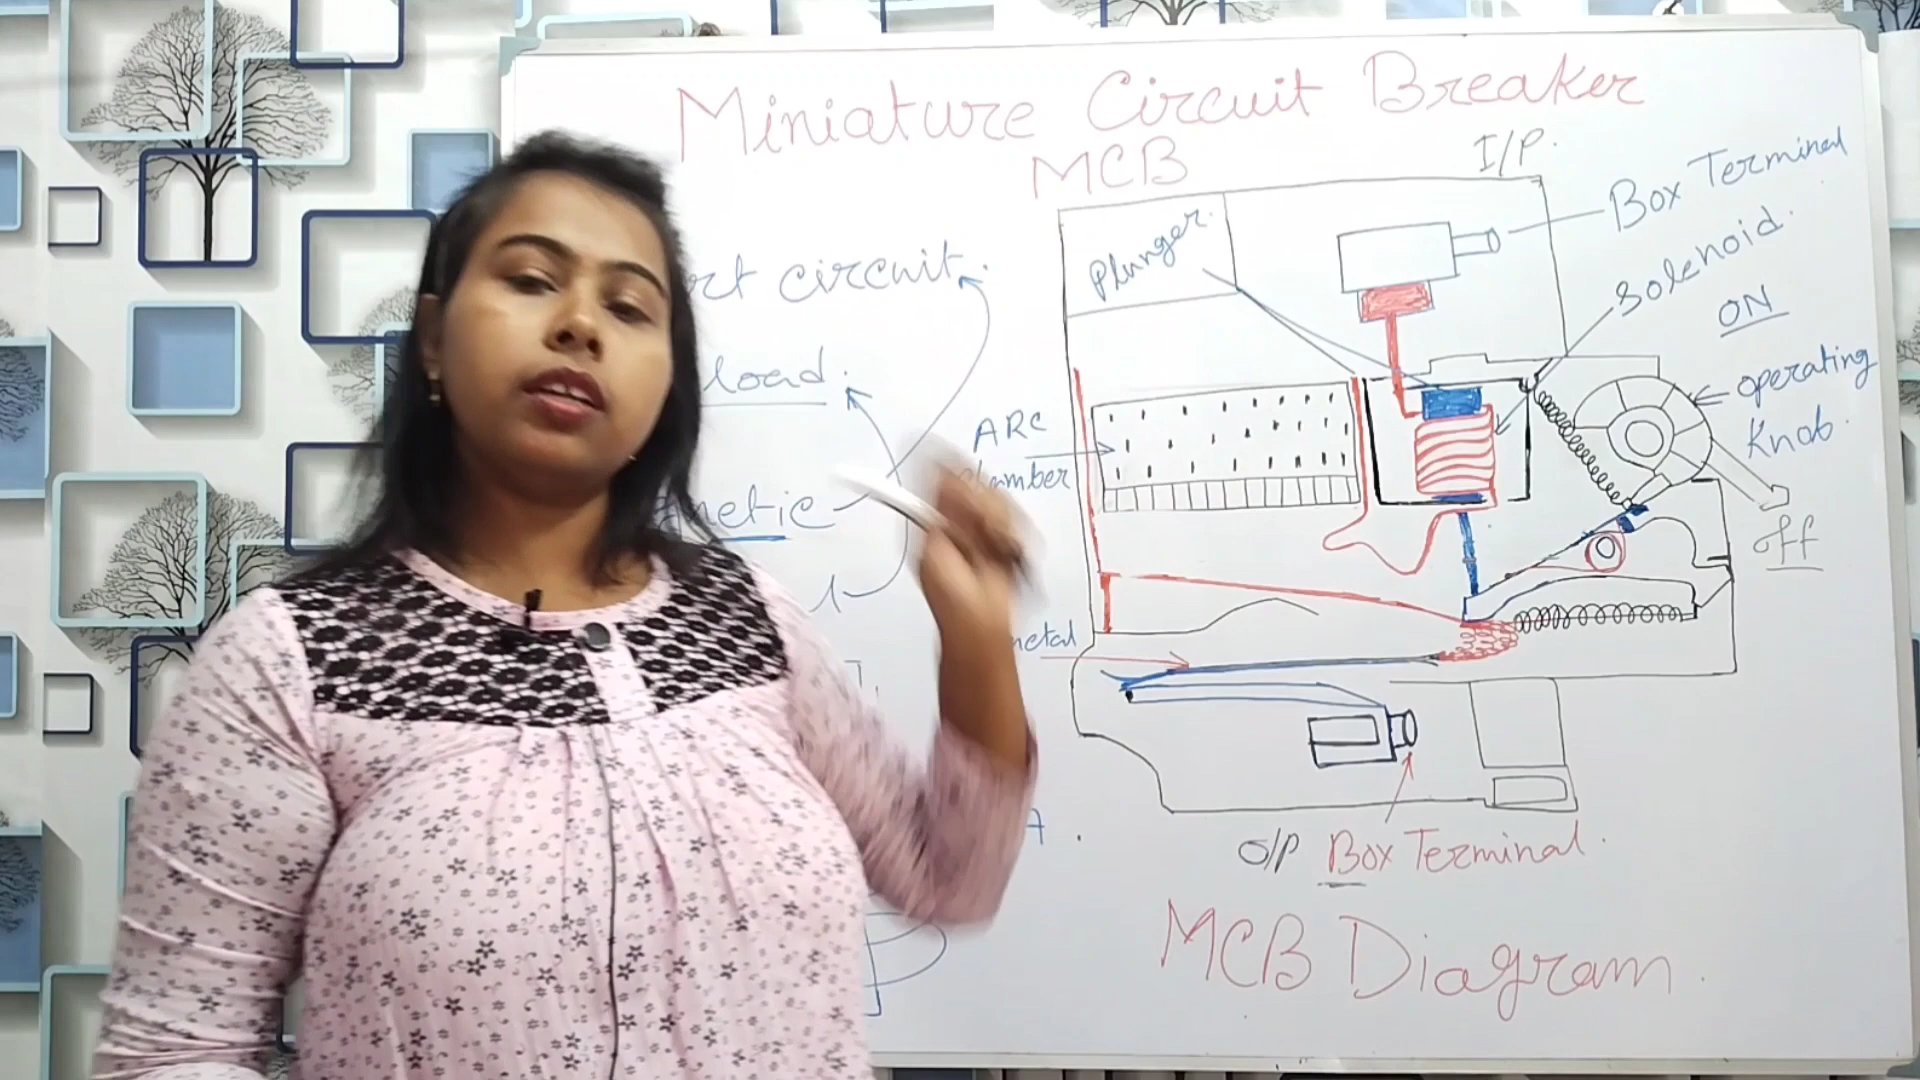 Miniature Circuit Breaker
MCB
I/P.
Box Terminal
Plunger.
Solenoid.
circuit.
ON
load.
operating
Knob.
ARC
off
metal
O/P Box Terminal.
MCB Diagram.